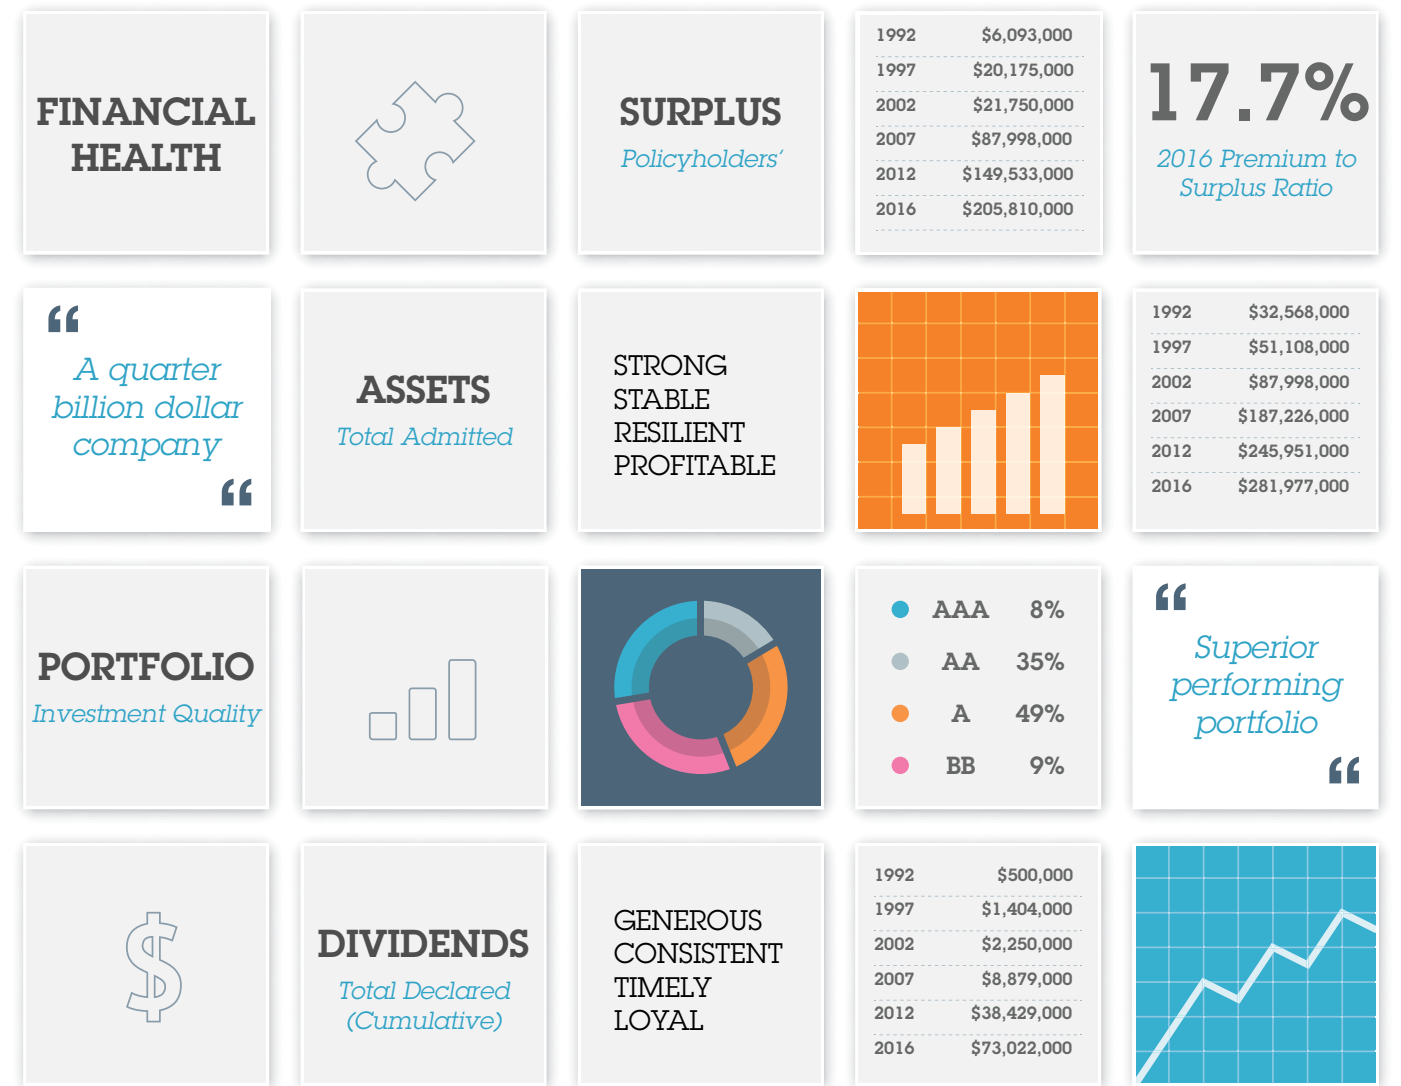 FINANCIAL
HEALTH
SURPLUS
Policyholders’
1992 $6,093,000
1997 $20,175,000
2002 $21,750,000
2007 $87,998,000
2012 $149,533,000
2016 $205,810,000
17.7%
2016 Premium to
Surplus Ratio
“
A quarter
billion dollar
company
“
ASSETS
Total Admitted
STRONG
STABLE
RESILIENT
PROFITABLE
1992 $32,568,000
1997 $51,108,000
2002 $87,998,000
2007 $187,226,000
2012 $245,951,000
2016 $281,977,000
PORTFOLIO
Investment Quality
AAA 8%
AA 35%
A 49%
BB 9%
“
Superior
performing
portfolio
“
$
DIVIDENDS
Total Declared
(Cumulative)
GENEROUS
CONSISTENT
TIMELY
LOYAL
1992 $500,000
1997 $1,404,000
2002 $2,250,000
2007 $8,879,000
2012 $38,429,000
2016 $73,022,000